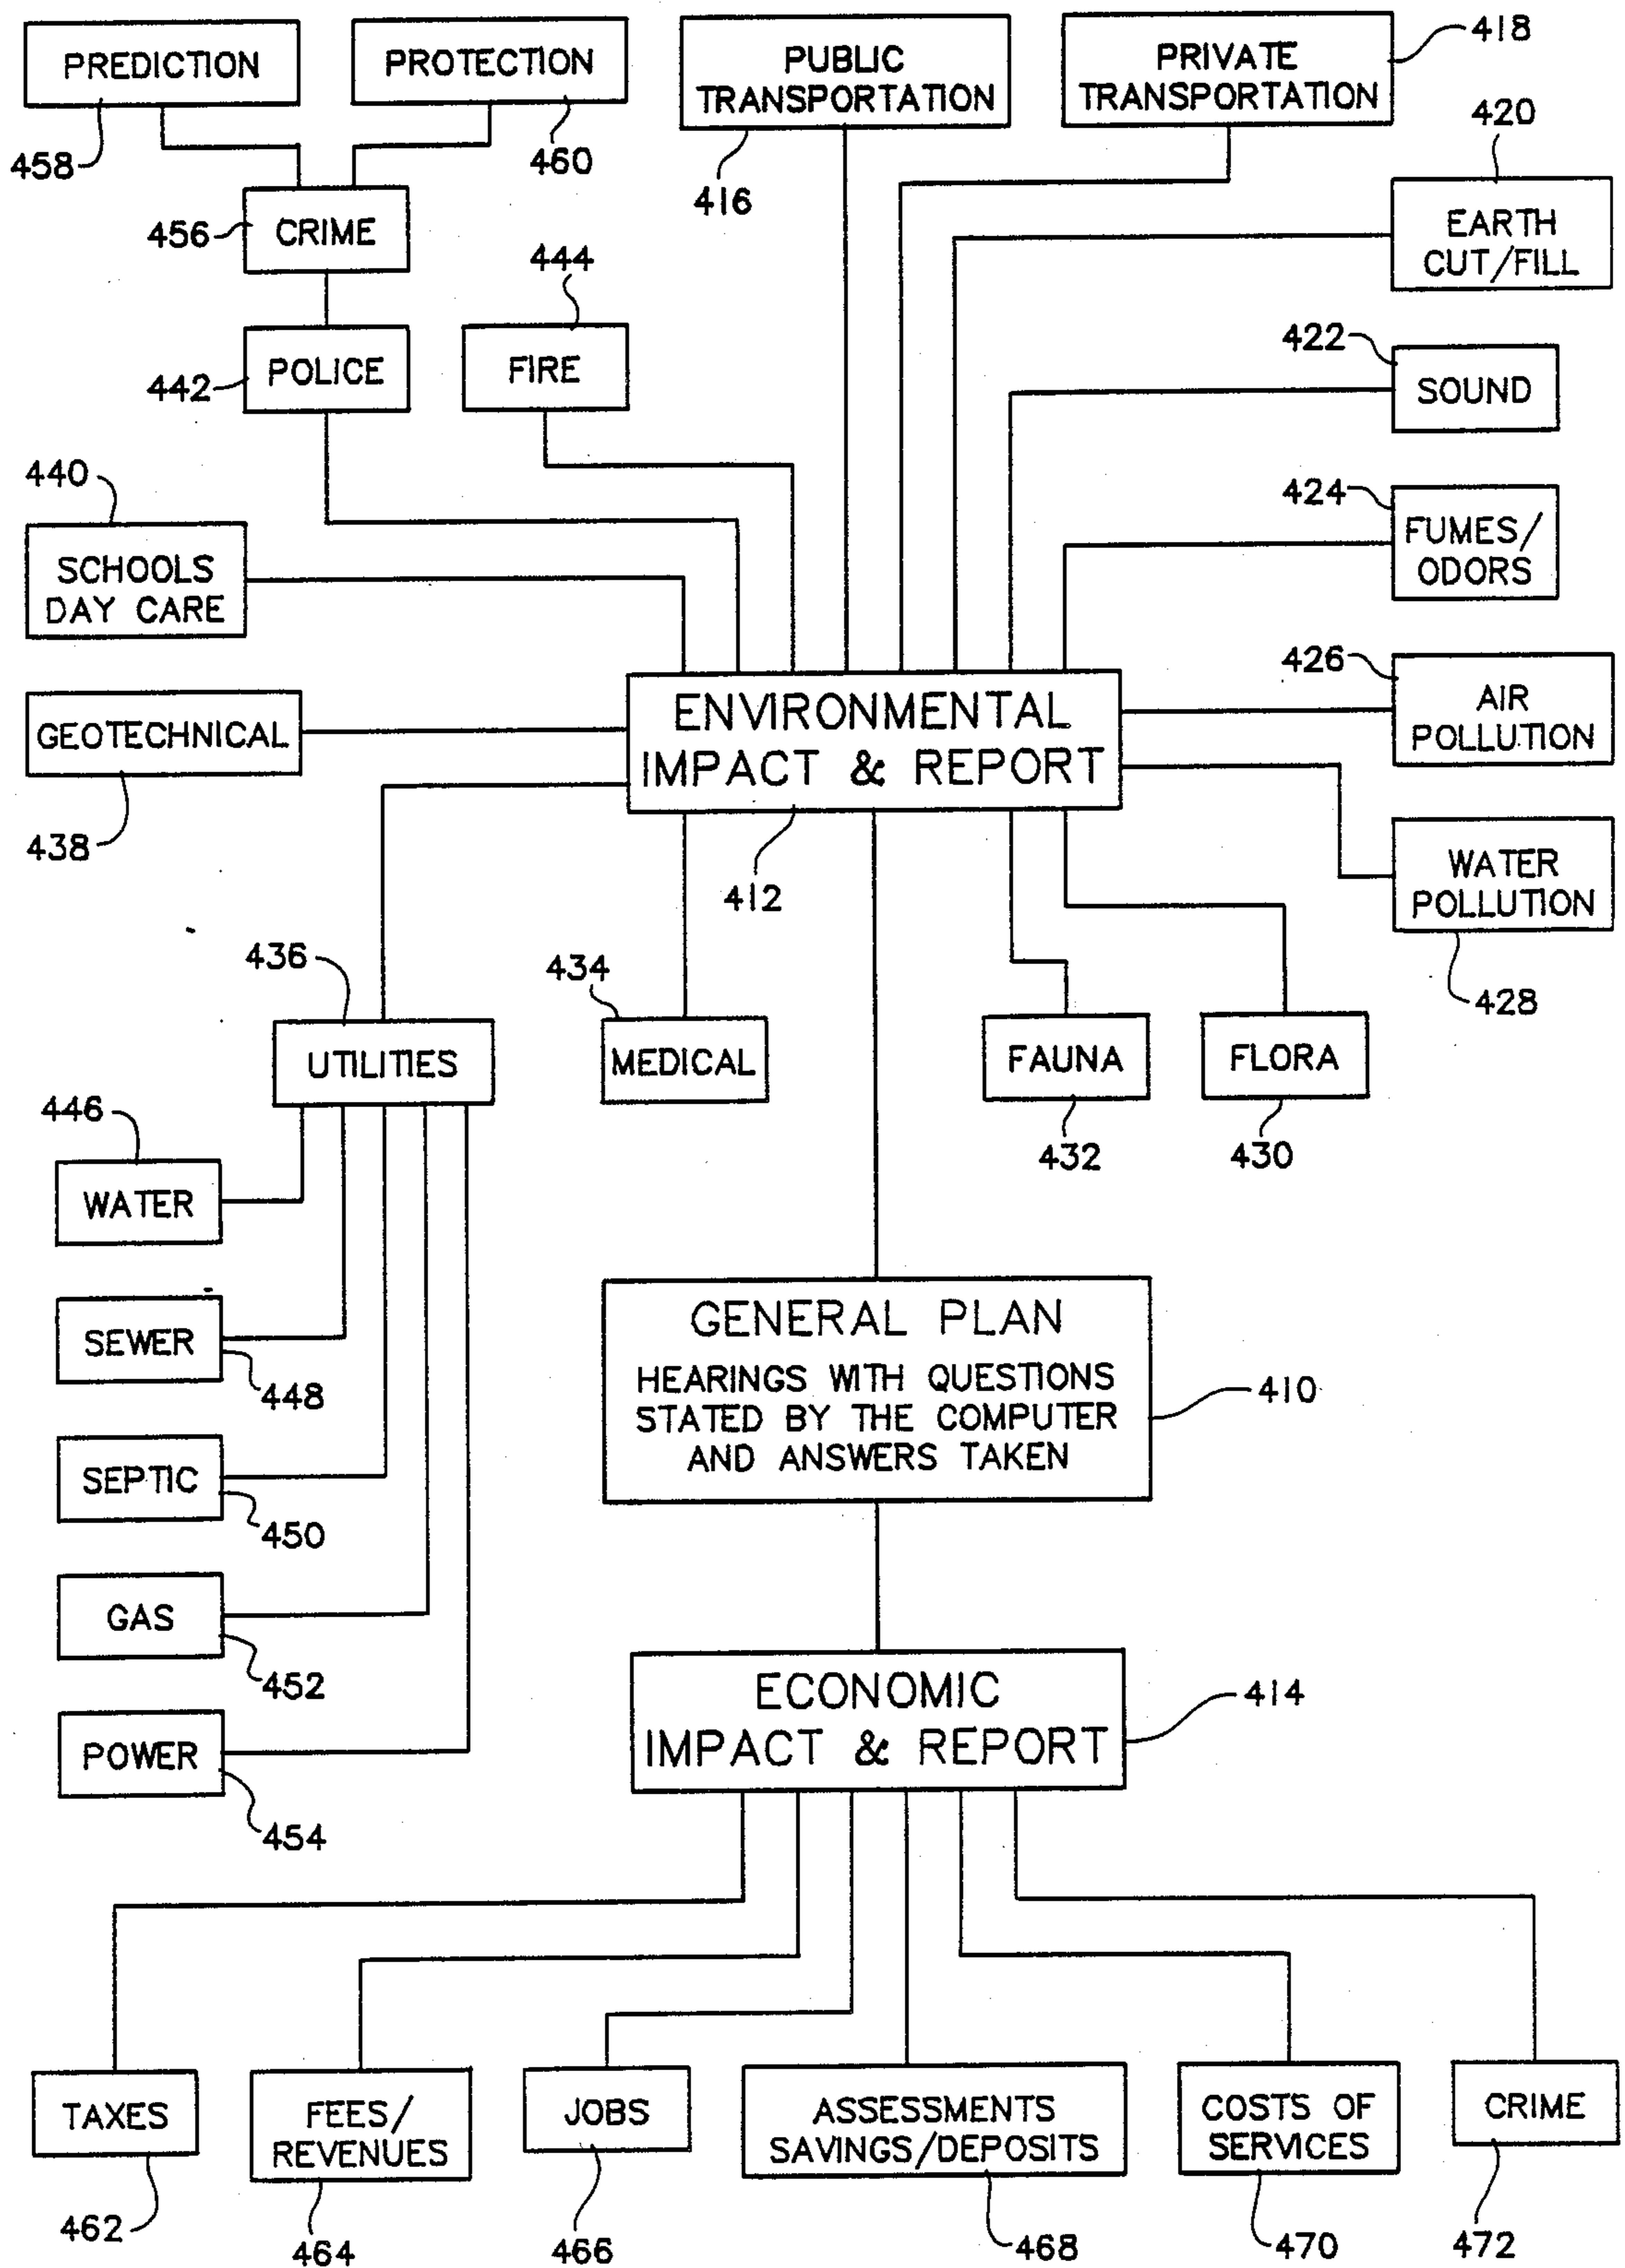 PREDICTION
458
PROTECTION
460
PUBLIC
TRANSPORTATION
416
PRIVATE
TRANSPORTATION
418
420
EARTH
CUT/FILL
456
CRIME
444
442
POLICE
FIRE
422
SOUND
440
SCHOOLS
DAY CARE
424
FUMES/
ODORS
GEOTECHNICAL
438
ENVIRONMENTAL
IMPACT & REPORT
412
426
AIR
POLLUTION
WATER
POLLUTION
428
436
UTILITIES
434
MEDICAL
FAUNA
432
FLORA
430
446
WATER
SEWER
448
SEPTIC
450
GAS
452
POWER
454
GENERAL PLAN
HEARINGS WITH QUESTIONS
STATED BY THE COMPUTER
AND ANSWERS TAKEN
410
ECONOMIC
IMPACT & REPORT
414
TAXES
462
FEES/
REVENUES
464
JOBS
466
ASSESSMENTS
SAVINGS/DEPOSITS
468
COSTS OF
SERVICES
470
CRIME
472